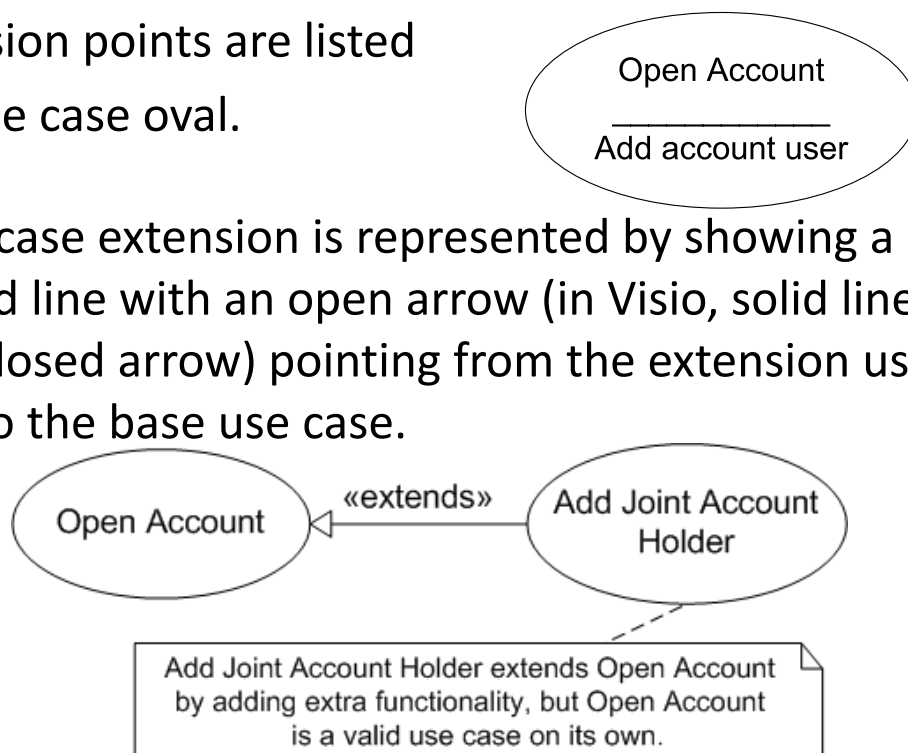 sion points are listed
e case oval.
Open Account
Add account user
case extension is represented by showing a
d line with an open arrow (in Visio, solid line
losed arrow) pointing from the extension us
o the base use case.
Open Account
«extends»
Add Joint Account
Holder
Add Joint Account Holder extends Open Account
by adding extra functionality, but Open Account
is a valid use case on its own.